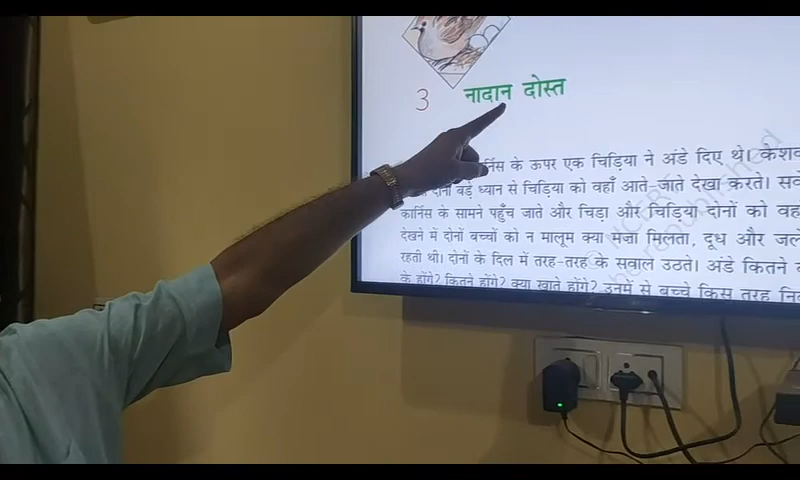 3 नादान दोस्त
के ऊपर एक चिड़िया ने अंडे दिए थे। केशव
बड़े ध्यान से चिड़िया को वहाँ आते-जाते देखा करते।
कार्निस के सामने पहुँच जाते और चिड़ा और चिड़िया दोनों को
देखने में दोनों बच्चों को न मालूम क्या मज़ा मिलता, दूध और
रहती थी। दोनों के दिल में तरह-तरह के सवाल उठते। अंडे कितने
के होंगे? कितने होंगे? क्या खाते होंगे? उनमें से बच्चे किस तरह